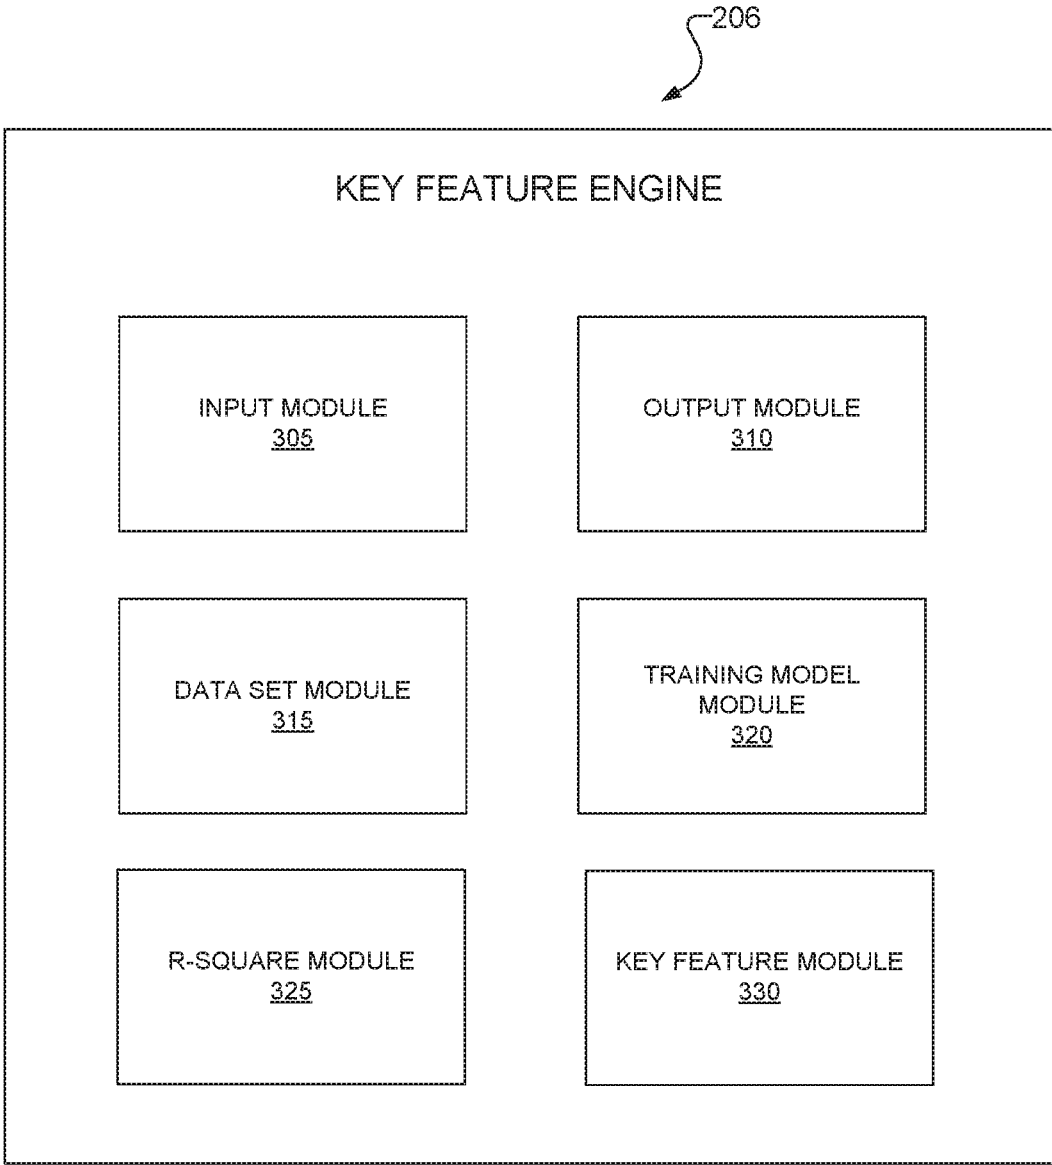 206
KEY FEATURE ENGINE
INPUT MODULE
305
OUTPUT MODULE
310
DATA SET MODULE
315
TRAINING MODEL
MODULE
320
R-SQUARE MODULE
325
KEY FEATURE MODULE
330